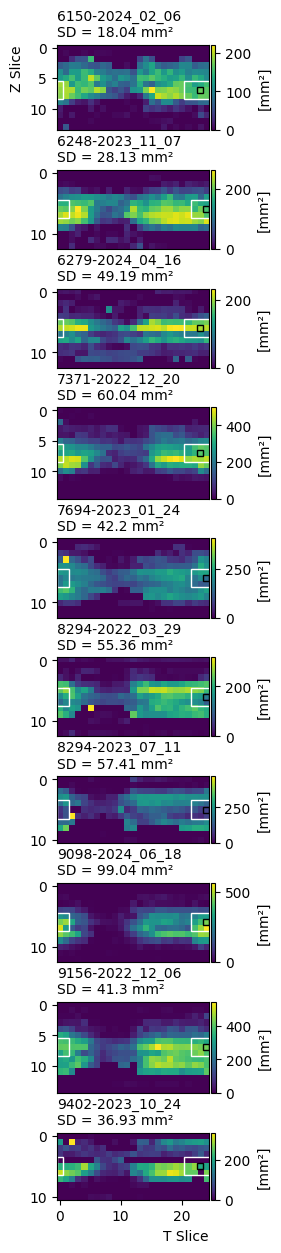 6150-2024_02_06
SD = 18.04 mm²
Z Slice
0
5
10
0
100
200
[mm²]
6248-2023_11_07
SD = 28.13 mm²
0
10
0
200
[mm²]
6279-2024_04_16
SD = 49.19 mm²
0
10
0
200
[mm²]
7371-2022_12_20
SD = 60.04 mm²
0
5
10
0
200
400
[mm²]
7694-2023_01_24
SD = 42.2 mm²
0
10
0
250
[mm²]
8294-2022_03_29
SD = 55.36 mm²
0
10
0
200
[mm²]
8294-2023_07_11
SD = 57.41 mm²
0
5
10
0
250
[mm²]
9098-2024_06_18
SD = 99.04 mm²
0
10
0
500
[mm²]
9156-2022_12_06
SD = 41.3 mm²
0
5
10
0
200
400
[mm²]
9402-2023_10_24
SD = 36.93 mm²
0
5
10
0
200
[mm²]
0
10
20
T Slice